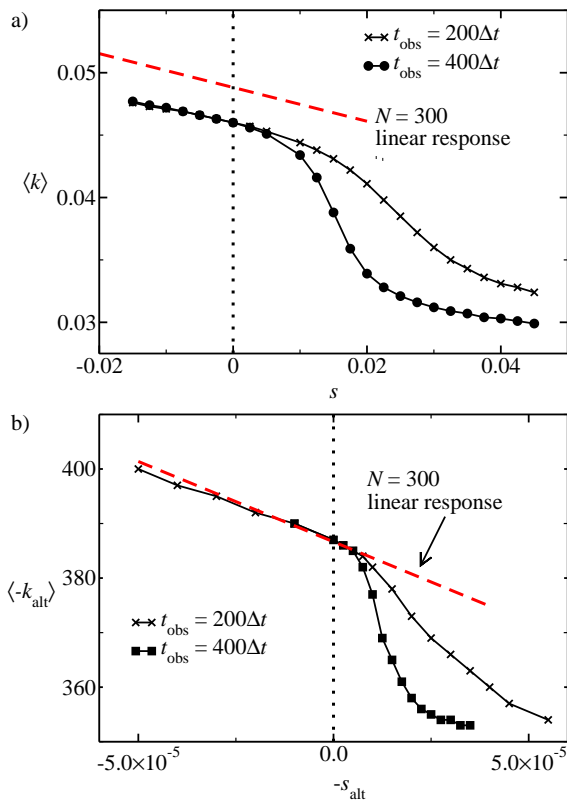 a)
t_obs = 200Δt
t_obs = 400Δt
0.05
N = 300
linear response
⟨k⟩
0.04
0.03
-0.02
0
0.02
0.04
s
b)
400
N = 300
linear response
380
⟨-k_alt⟩
t_obs = 200Δt
t_obs = 400Δt
360
-5.0×10^-5
0.0
5.0×10^-5
-s_alt